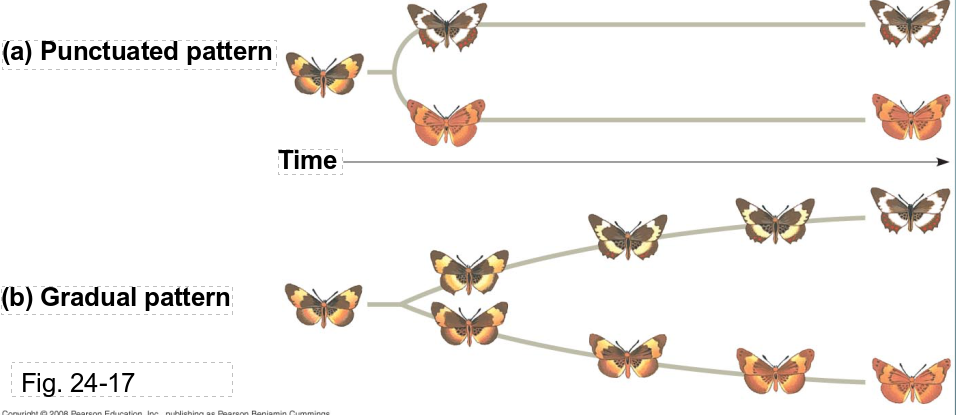 (a) Punctuated pattern
Time
(b) Gradual pattern
Fig. 24-17
Copyright © 2008 Pearson Education, Inc., publishing as Pearson Benjamin Cummings